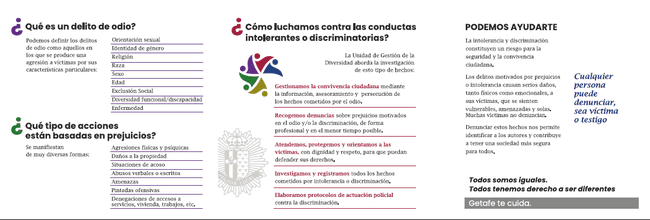 ¿Qué es un delito de odio?
Podemos definir los delitos
de odio como aquellos en
los que se produce una
agresión a víctimas por sus
características particulares:
Orientación sexual
Identidad de género
Religión
Raza
Sexo
Edad
Exclusión Social
Diversidad funcional/discapacidad
Enfermedad
¿Qué tipo de acciones
están basadas en prejuicios?
Se manifiestan
de muy diversas formas:
Agresiones físicas y psíquicas
Daños a la propiedad
Situaciones de acoso
Abusos verbales o escritos
Amenazas
Pintadas ofensivas
Denegaciones de accesos a
servicios, vivienda, trabajos, etc.
¿Cómo luchamos contra las conductas
intolerantes o discriminatorias?
La Unidad de Gestión de la
Diversidad aborda la investigación
de este tipo de hechos:
Gestionamos la convivencia ciudadana mediante
la información, asesoramiento y persecución de
los hechos cometidos por el odio.
Recogemos denuncias sobre prejuicios motivados
en el odio y/o la discriminación, de forma
profesional y en el menor tiempo posible.
Atendemos, protegemos y orientamos a las
víctimas, con dignidad y respeto, para que puedan
defender sus derechos.
Investigamos y registramos todos los hechos
cometidos por intolerancia o discriminación.
Elaboramos protocolos de actuación policial
contra la discriminación.
PODEMOS AYUDARTE
La intolerancia y discriminación
constituyen un riesgo para la
seguridad y la convivencia
ciudadana.
Los delitos motivados por prejuicios
o intolerancia causan serios daños,
tanto físicos como emocionales, a
sus víctimas, que se sienten
vulnerables, amenazadas y solas.
Muchas víctimas no denuncian.
Denunciar estos hechos nos permite
identificar a los autores y contribuye
a tener una sociedad más segura
para todos.
Cualquier
persona
puede
denunciar,
sea víctima
o testigo
Todos somos iguales.
Todos tenemos derecho a ser diferentes
Getafe te cuida.